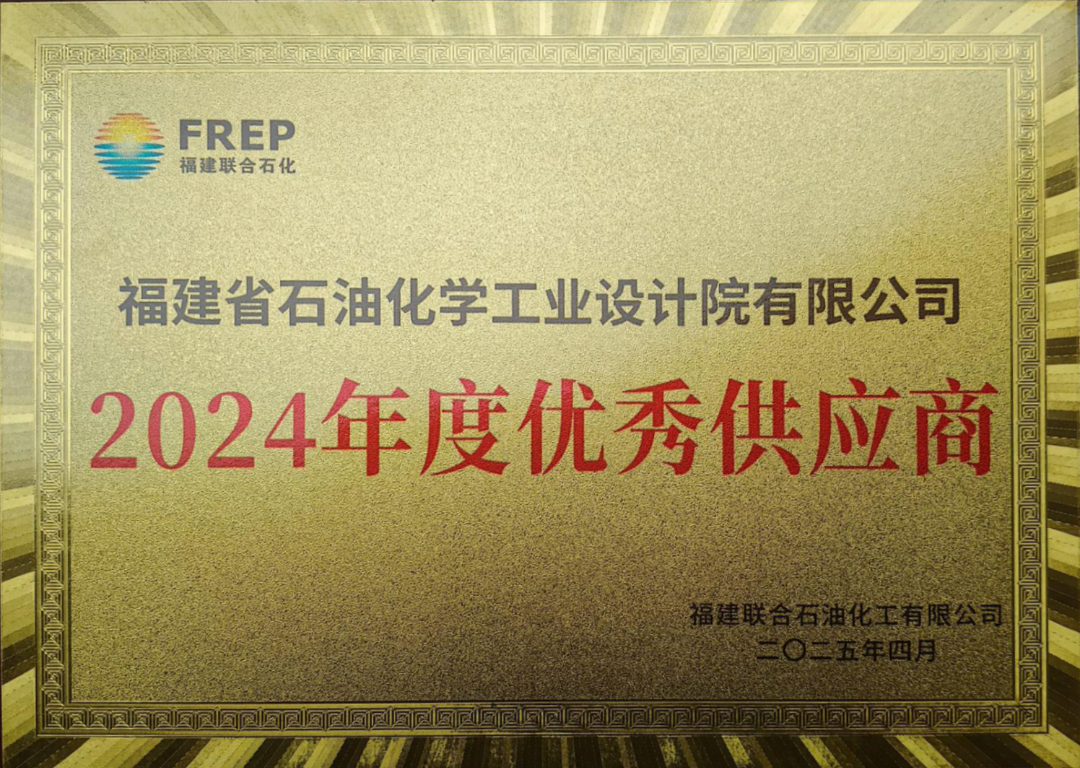 FREP
福建联合石化
福建省石油化学工业设计院有限公司
2024年度优秀供应商
福建联合石油化工有限公司
二〇二五年四月